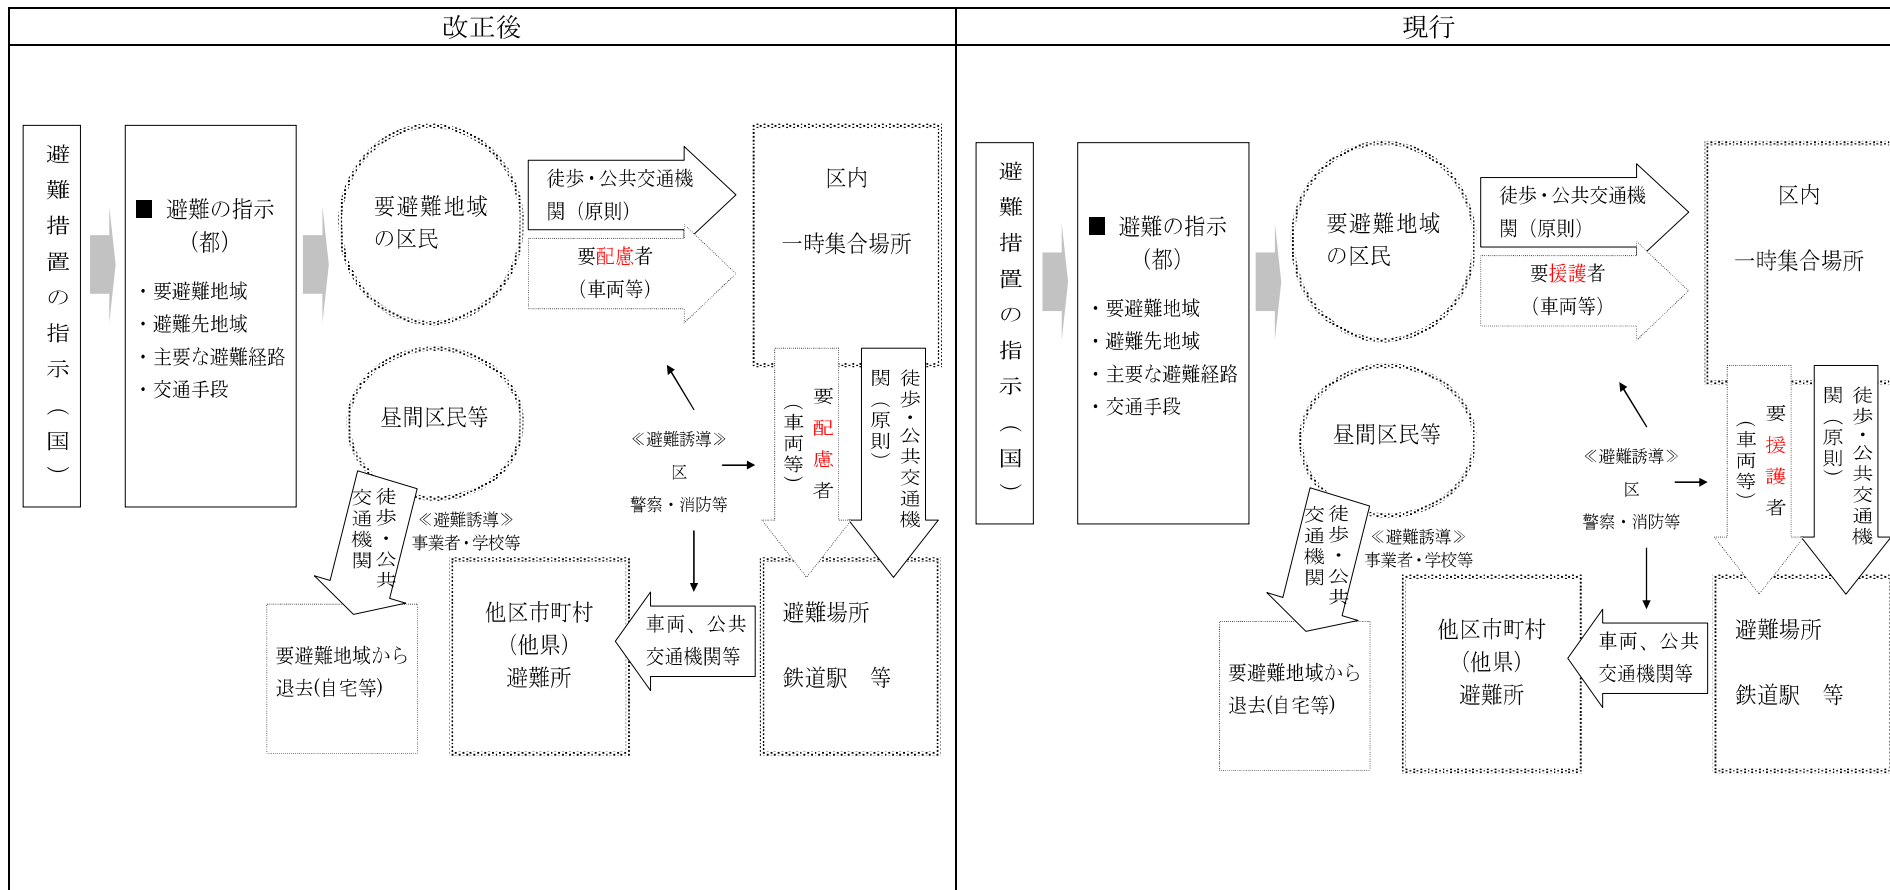 改正後
避難措置の指示（国）
■ 避難の指示
（都）
・要避難地域
・避難先地域
・主要な避難経路
・交通手段
要避難地域
の区民
徒歩・公共交通機
関（原則）
要配慮者
（車両等）
区内
一時集合場所
昼間区民等
徒歩・公共
交通機関
≪避難誘導≫
事業者・学校等
≪避難誘導≫
区
警察・消防等
要配慮者
（車両等）
徒歩・公共交通機
関（原則）
要避難地域から
退去(自宅等)
他区市町村
（他県）
避難所
車両、公共
交通機関等
避難場所
鉄道駅　等
現行
避難措置の指示（国）
■ 避難の指示
（都）
・要避難地域
・避難先地域
・主要な避難経路
・交通手段
要避難地域
の区民
徒歩・公共交通機
関（原則）
要援護者
（車両等）
区内
一時集合場所
昼間区民等
徒歩・公共
交通機関
≪避難誘導≫
事業者・学校等
≪避難誘導≫
区
警察・消防等
要援護者
（車両等）
徒歩・公共交通機
関（原則）
要避難地域から
退去(自宅等)
他区市町村
（他県）
避難所
車両、公共
交通機関等
避難場所
鉄道駅　等